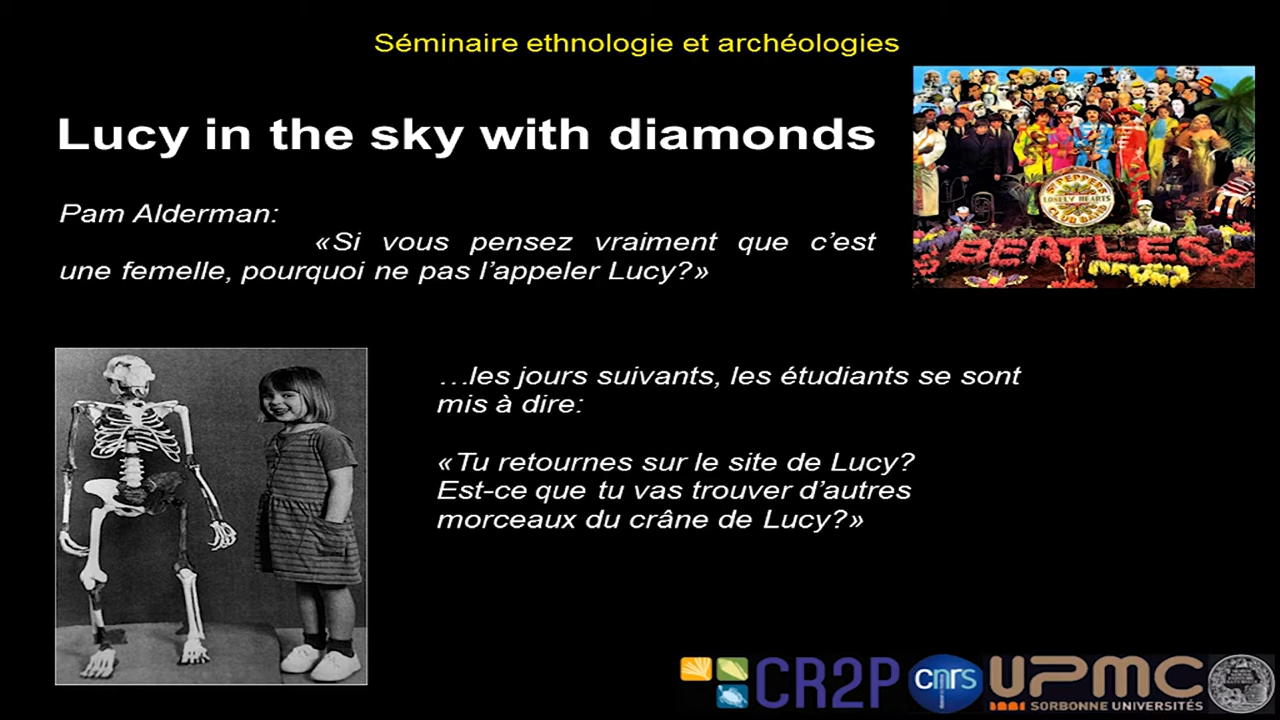 Séminaire ethnologie et archéologies
Lucy in the sky with diamonds
Pam Alderman:
«Si vous pensez vraiment que c’est
une femelle, pourquoi ne pas l’appeler Lucy?»
LONELY HEARTS
CLUB BAND
BEATLES
…les jours suivants, les étudiants se sont
mis à dire:
«Tu retournes sur le site de Lucy?
Est-ce que tu vas trouver d’autres
morceaux du crâne de Lucy?»
CR2P
cnrs
UPMC
SORBONNE UNIVERSITÉS